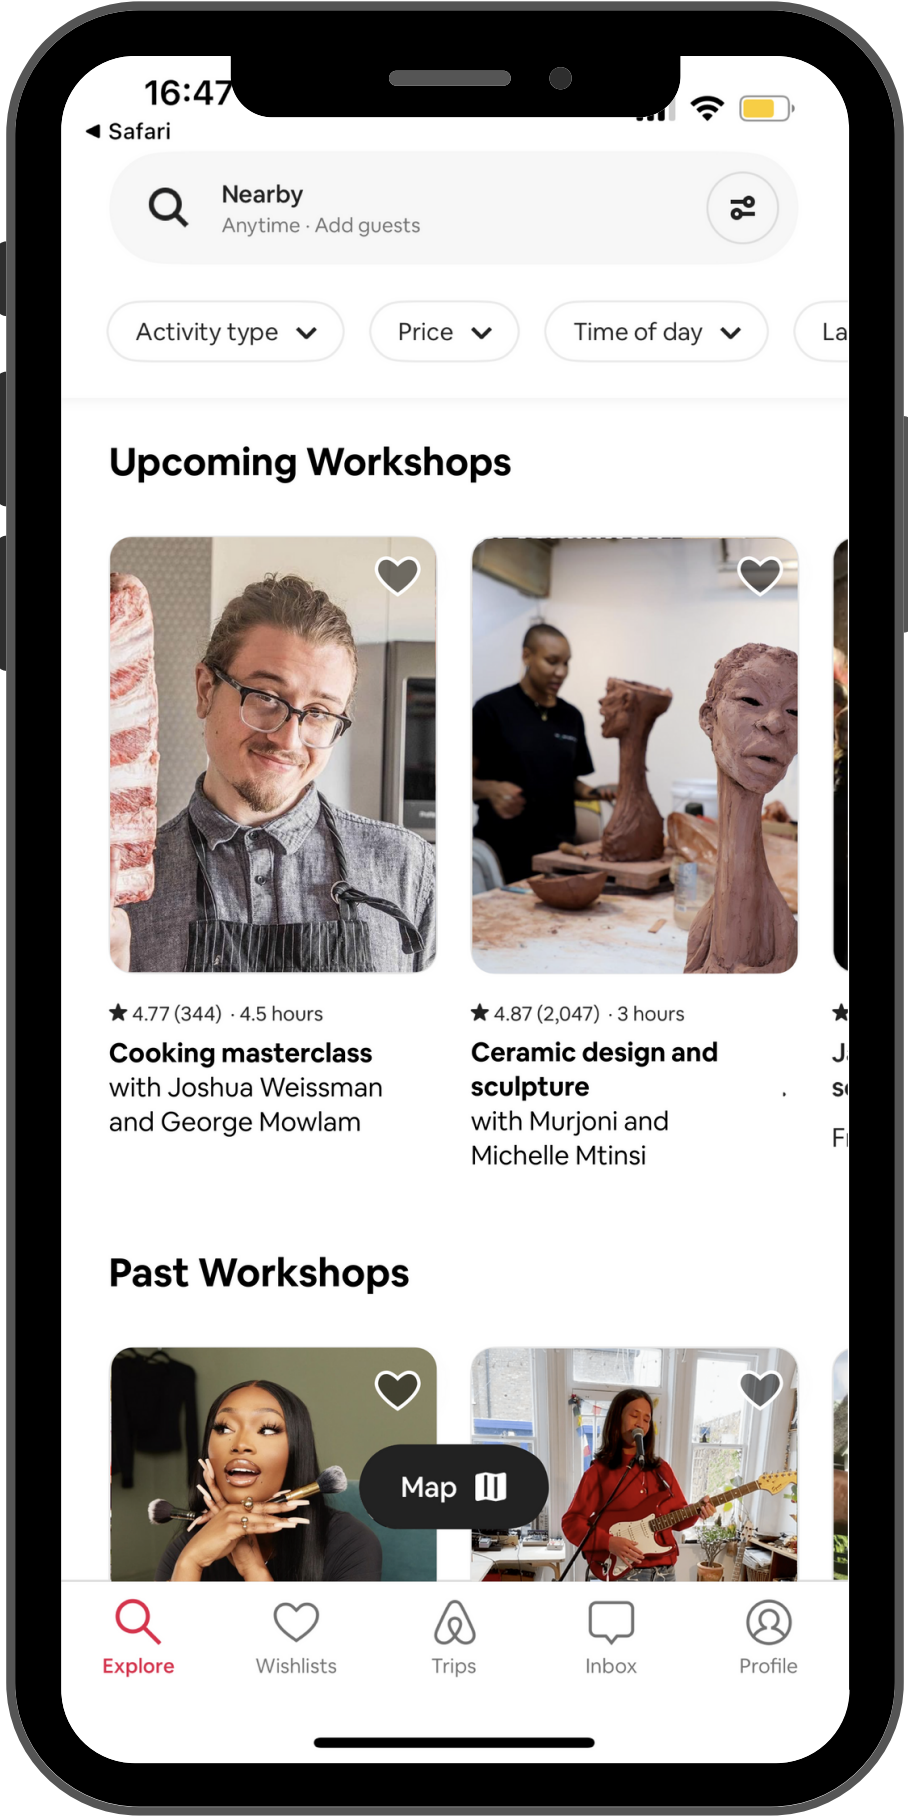 16:47
◀ Safari
Nearby
Anytime · Add guests
Activity type
Price
Time of day
La
Upcoming Workshops
★ 4.77 (344) · 4.5 hours
Cooking masterclass
with Joshua Weissman
and George Mowlam
★ 4.87 (2,047) · 3 hours
Ceramic design and
sculpture
with Murjoni and
Michelle Mtinsi
Past Workshops
Map
Explore
Wishlists
Trips
Inbox
Profile